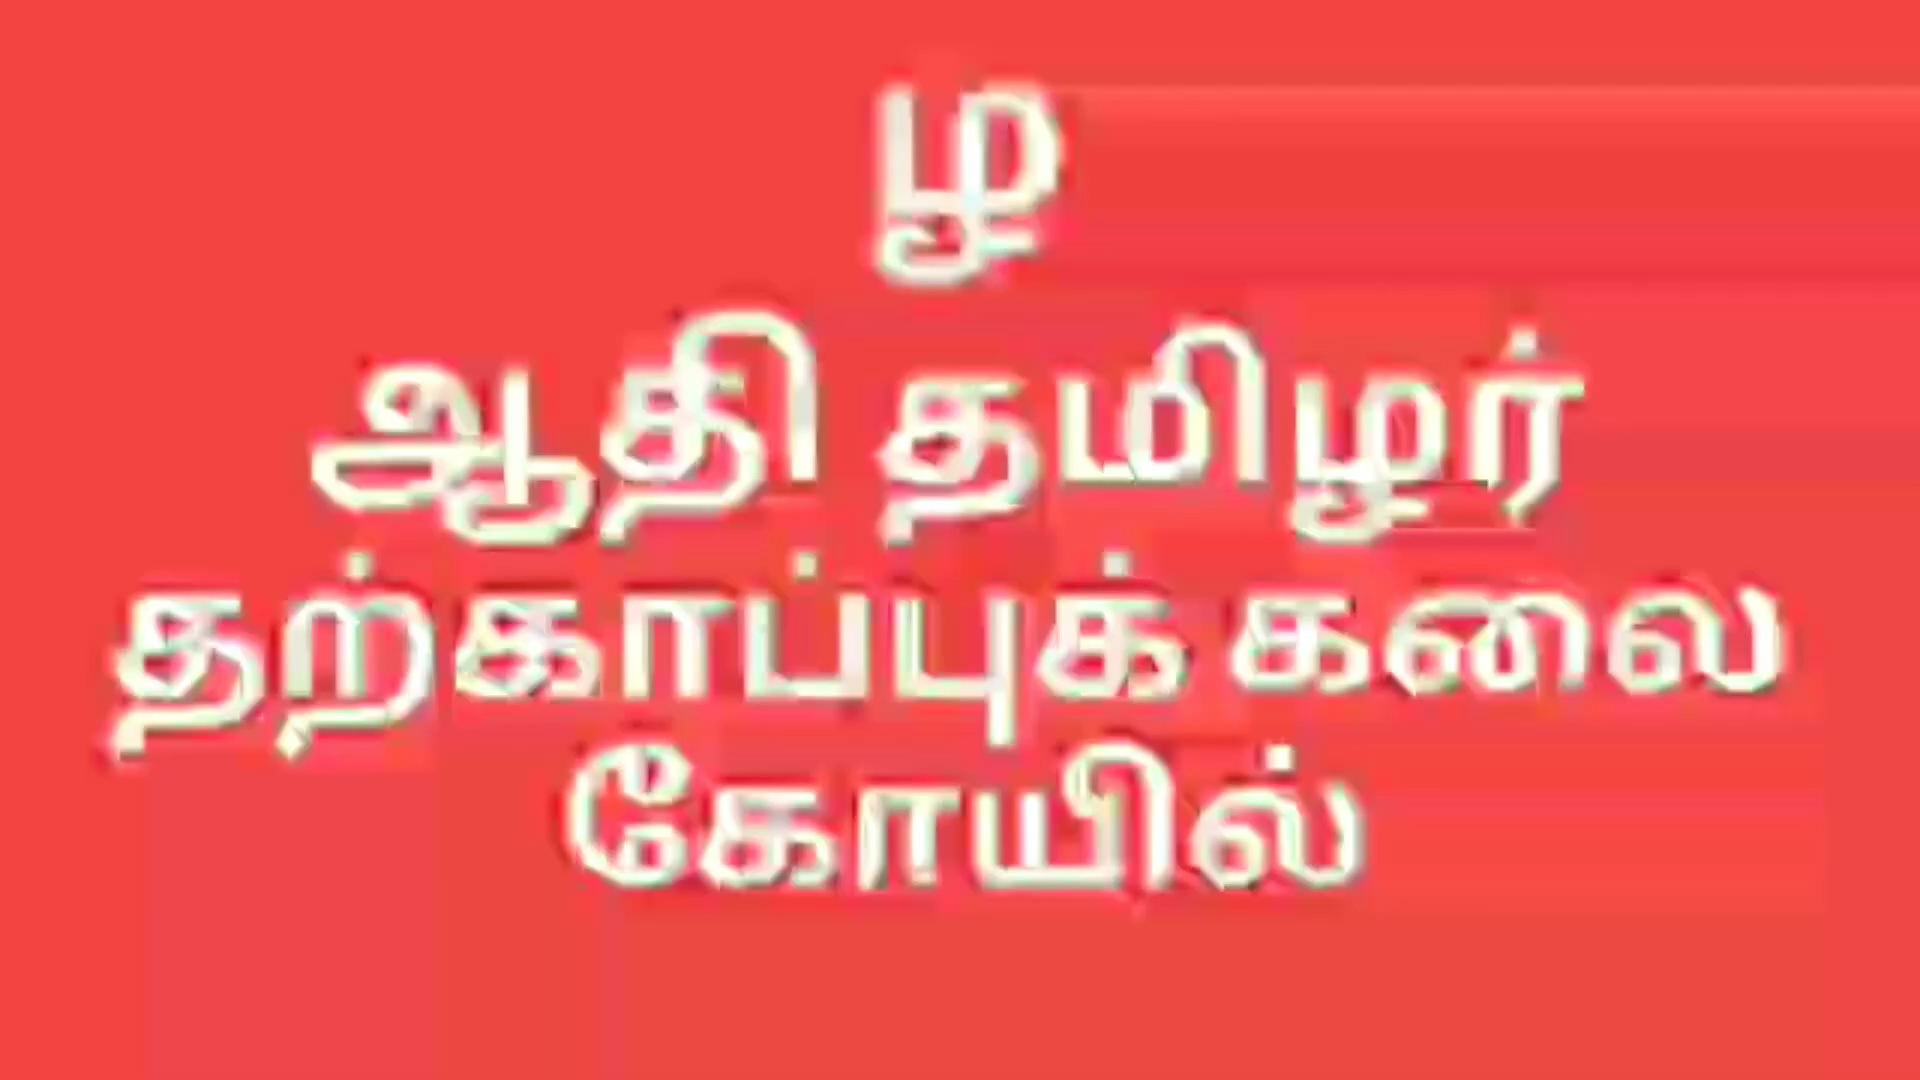 ழ
ஆதி தமிழர்
தற்காப்புக் கலை
கோயில்